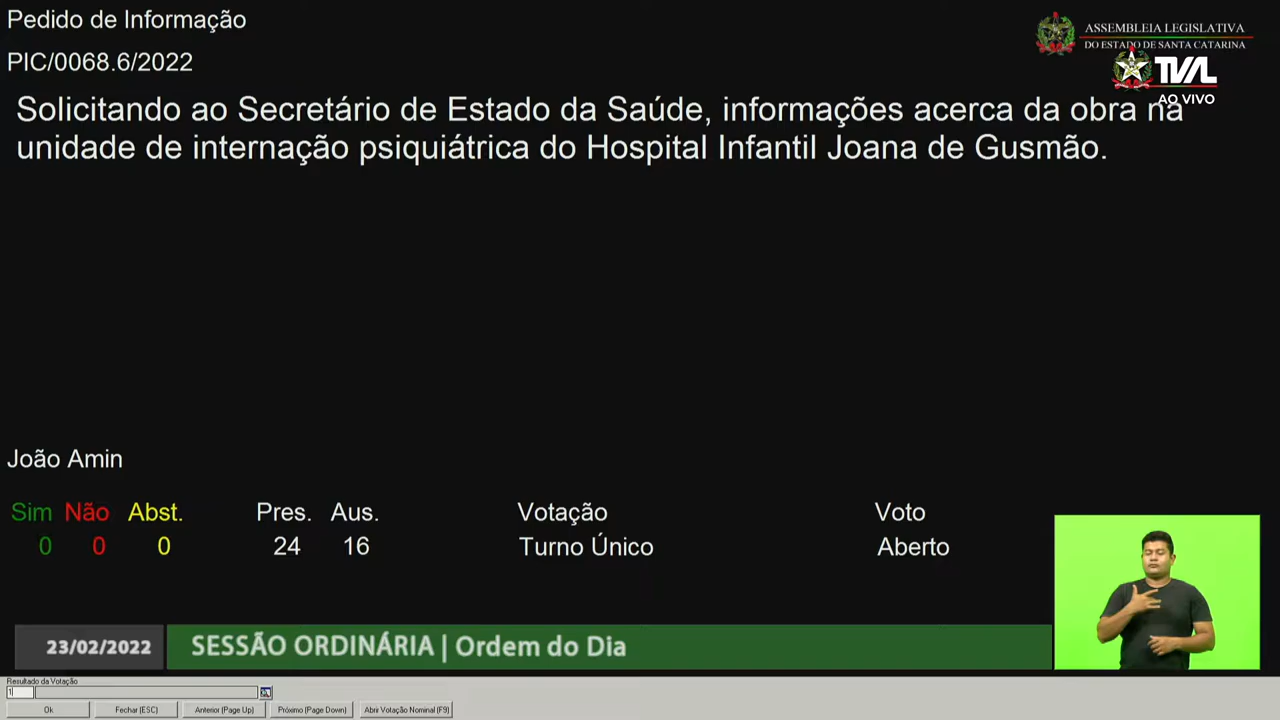 Pedido de Informação
PIC/0068.6/2022
ASSEMBLEIA LEGISLATIVA
DO ESTADO DE SANTA CATARINA
TVAL
AO VIVO
Solicitando ao Secretário de Estado da Saúde, informações acerca da obra na
unidade de internação psiquiátrica do Hospital Infantil Joana de Gusmão.
João Amin
Sim Não Abst. Pres. Aus. Votação Voto
0 0 0 24 16 Turno Único Aberto
23/02/2022 SESSÃO ORDINÁRIA | Ordem do Dia
Resultado da Votação
1
Ok Fechar (ESC) Anterior (Page Up) Próximo (Page Down) Abrir Votação Nominal (F9)